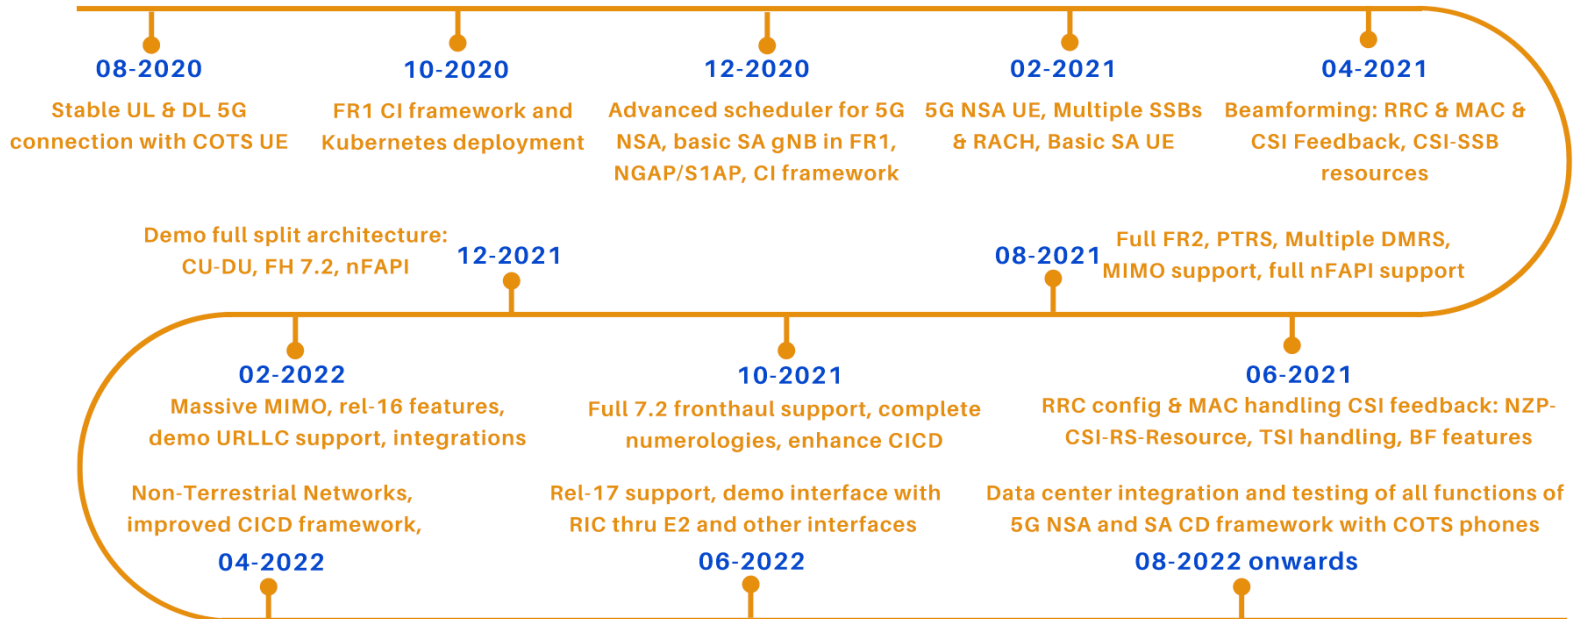 08-2020
Stable UL & DL 5G
connection with COTS UE
10-2020
FR1 CI framework and
Kubernetes deployment
12-2020
Advanced scheduler for 5G
NSA, basic SA gNB in FR1,
NGAP/S1AP, CI framework
02-2021
5G NSA UE, Multiple SSBs
& RACH, Basic SA UE
04-2021
Beamforming: RRC & MAC &
CSI Feedback, CSI-SSB
resources
06-2021
RRC config & MAC handling CSI feedback: NZP-
CSI-RS-Resource, TSI handling, BF features
08-2021
Full FR2, PTRS, Multiple DMRS,
MIMO support, full nFAPI support
10-2021
Full 7.2 fronthaul support, complete
numerologies, enhance CICD
12-2021
Demo full split architecture:
CU-DU, FH 7.2, nFAPI
02-2022
Massive MIMO, rel-16 features,
demo URLLC support, integrations
Non-Terrestrial Networks,
improved CICD framework,
04-2022
Rel-17 support, demo interface with
RIC thru E2 and other interfaces
06-2022
Data center integration and testing of all functions of
5G NSA and SA CD framework with COTS phones
08-2022 onwards